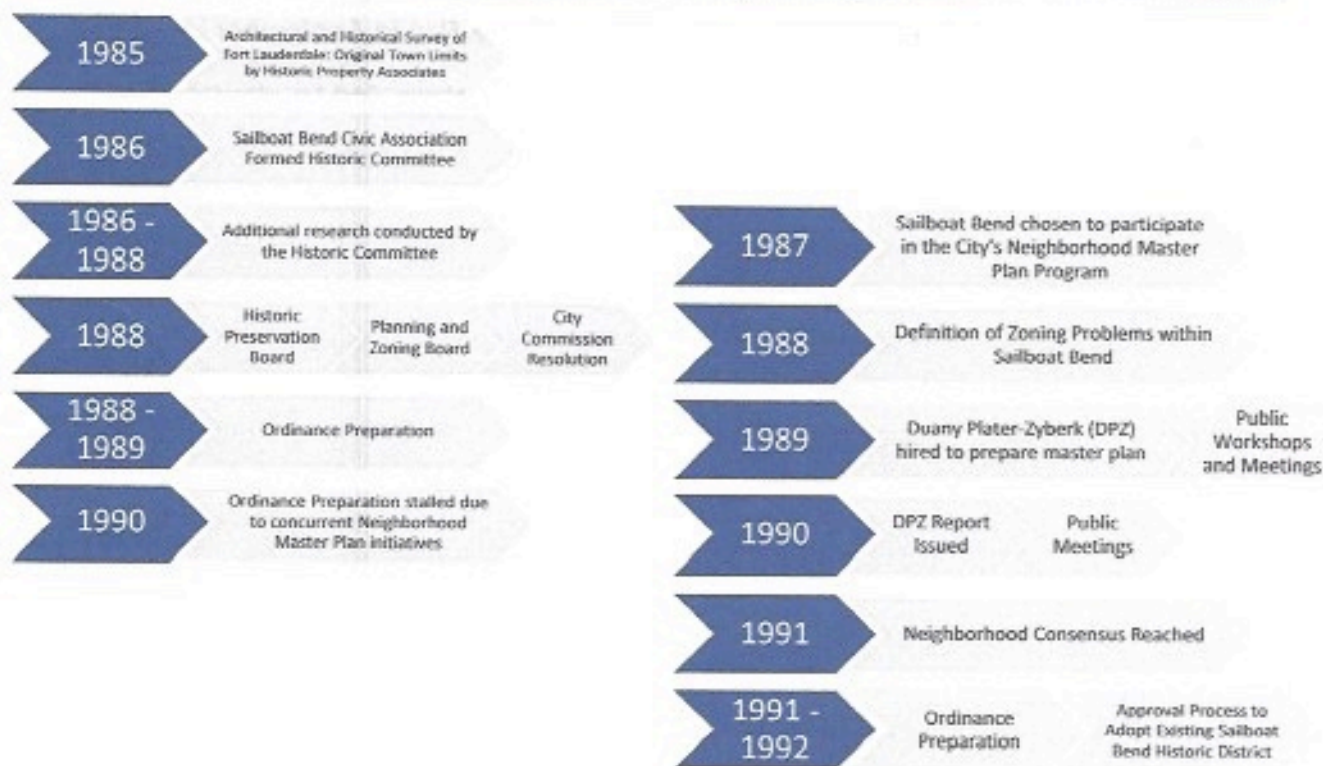 1985
Architectural and Historical Survey of
Fort Lauderdale: Original Town Limits
by Historic Property Associates
1986
Sailboat Bend Civic Association
Formed Historic Committee
1986 -
1988
Additional research conducted by
the Historic Committee
1988
Historic
Preservation
Board
Planning and
Zoning Board
City
Commission
Resolution
1988 -
1989
Ordinance Preparation
1990
Ordinance Preparation stalled due
to concurrent Neighborhood
Master Plan initiatives
1987
Sailboat Bend chosen to participate
in the City's Neighborhood Master
Plan Program
1988
Definition of Zoning Problems within
Sailboat Bend
1989
Duany Plater-Zyberk (DPZ)
hired to prepare master plan
Public
Workshops
and Meetings
1990
DPZ Report
Issued
Public
Meetings
1991
Neighborhood Consensus Reached
1991 -
1992
Ordinance
Preparation
Approval Process to
Adopt Existing Sailboat
Bend Historic District